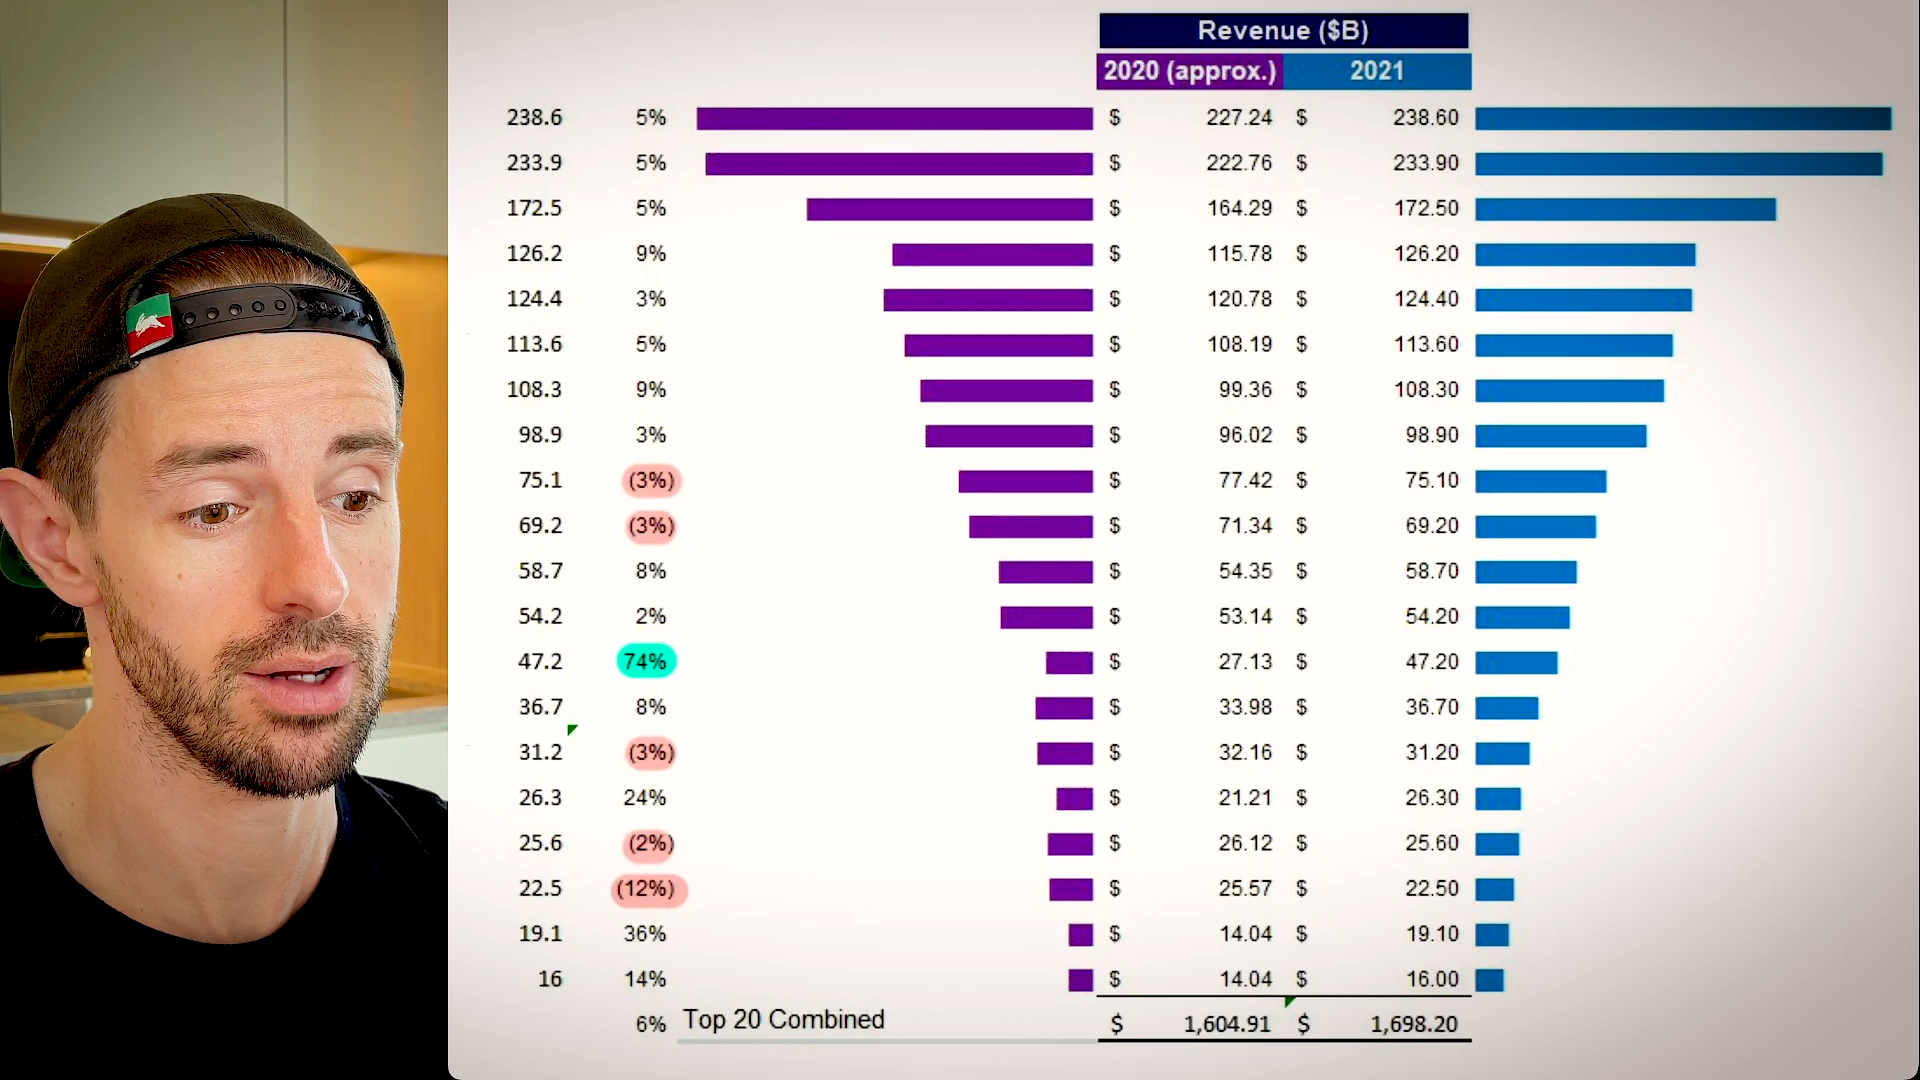 Revenue ($B)
2020 (approx.) 2021
238.6 5% $ 227.24 $ 238.60
233.9 5% $ 222.76 $ 233.90
172.5 5% $ 164.29 $ 172.50
126.2 9% $ 115.78 $ 126.20
124.4 3% $ 120.78 $ 124.40
113.6 5% $ 108.19 $ 113.60
108.3 9% $ 99.36 $ 108.30
98.9 3% $ 96.02 $ 98.90
75.1 (3%) $ 77.42 $ 75.10
69.2 (3%) $ 71.34 $ 69.20
58.7 8% $ 54.35 $ 58.70
54.2 2% $ 53.14 $ 54.20
47.2 74% $ 27.13 $ 47.20
36.7 8% $ 33.98 $ 36.70
31.2 (3%) $ 32.16 $ 31.20
26.3 24% $ 21.21 $ 26.30
25.6 (2%) $ 26.12 $ 25.60
22.5 (12%) $ 25.57 $ 22.50
19.1 36% $ 14.04 $ 19.10
16 14% $ 14.04 $ 16.00
6% Top 20 Combined $ 1,604.91 $ 1,698.20